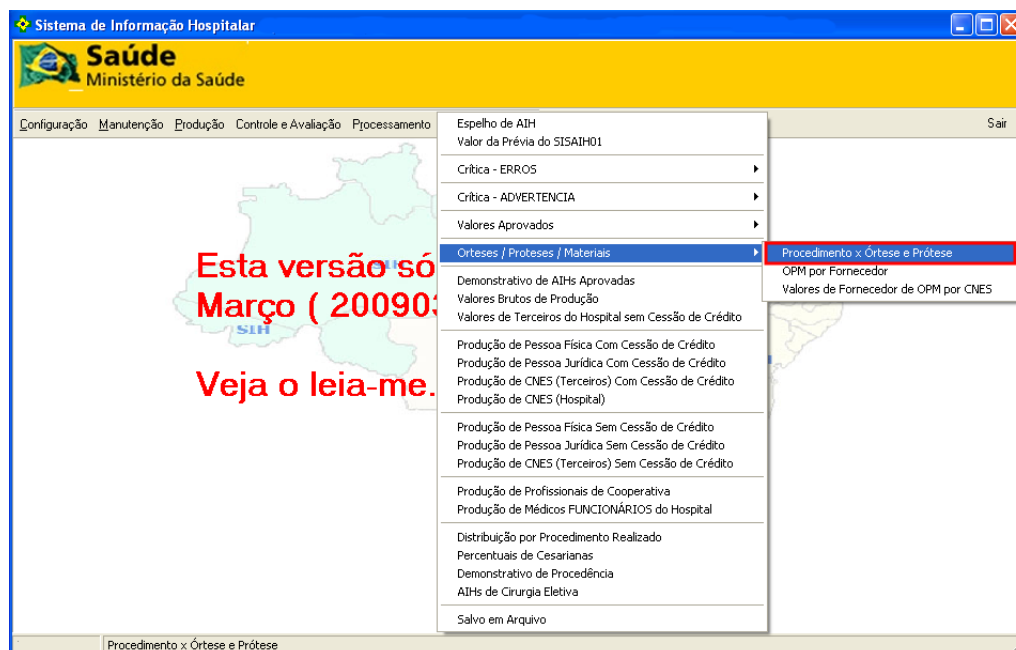 Sistema de Informação Hospitalar
Saúde
Ministério da Saúde
Configuração Manutenção Produção Controle e Avaliação Processamento Sair
Espelho de AIH
Valor da Prévia do SISAIH01
Crítica - ERROS
Crítica - ADVERTENCIA
Valores Aprovados
Orteses / Proteses / Materiais
Procedimento x Órtese e Prótese
OPM por Fornecedor
Valores de Fornecedor de OPM por CNES
Demonstrativo de AIHs Aprovadas
Valores Brutos de Produção
Valores de Terceiros do Hospital sem Cessão de Crédito
Produção de Pessoa Física Com Cessão de Crédito
Produção de Pessoa Jurídica Com Cessão de Crédito
Produção de CNES (Terceiros) Com Cessão de Crédito
Produção de CNES (Hospital)
Produção de Pessoa Física Sem Cessão de Crédito
Produção de Pessoa Jurídica Sem Cessão de Crédito
Produção de CNES (Terceiros) Sem Cessão de Crédito
Produção de Profissionais de Cooperativa
Produção de Médicos FUNCIONÁRIOS do Hospital
Distribuição por Procedimento Realizado
Percentuais de Cesarianas
Demonstrativo de Procedência
AIHs de Cirurgia Eletiva
Salvo em Arquivo
Esta versão só
Março ( 20090
SIH
Veja o leia-me.
Procedimento x Órtese e Prótese